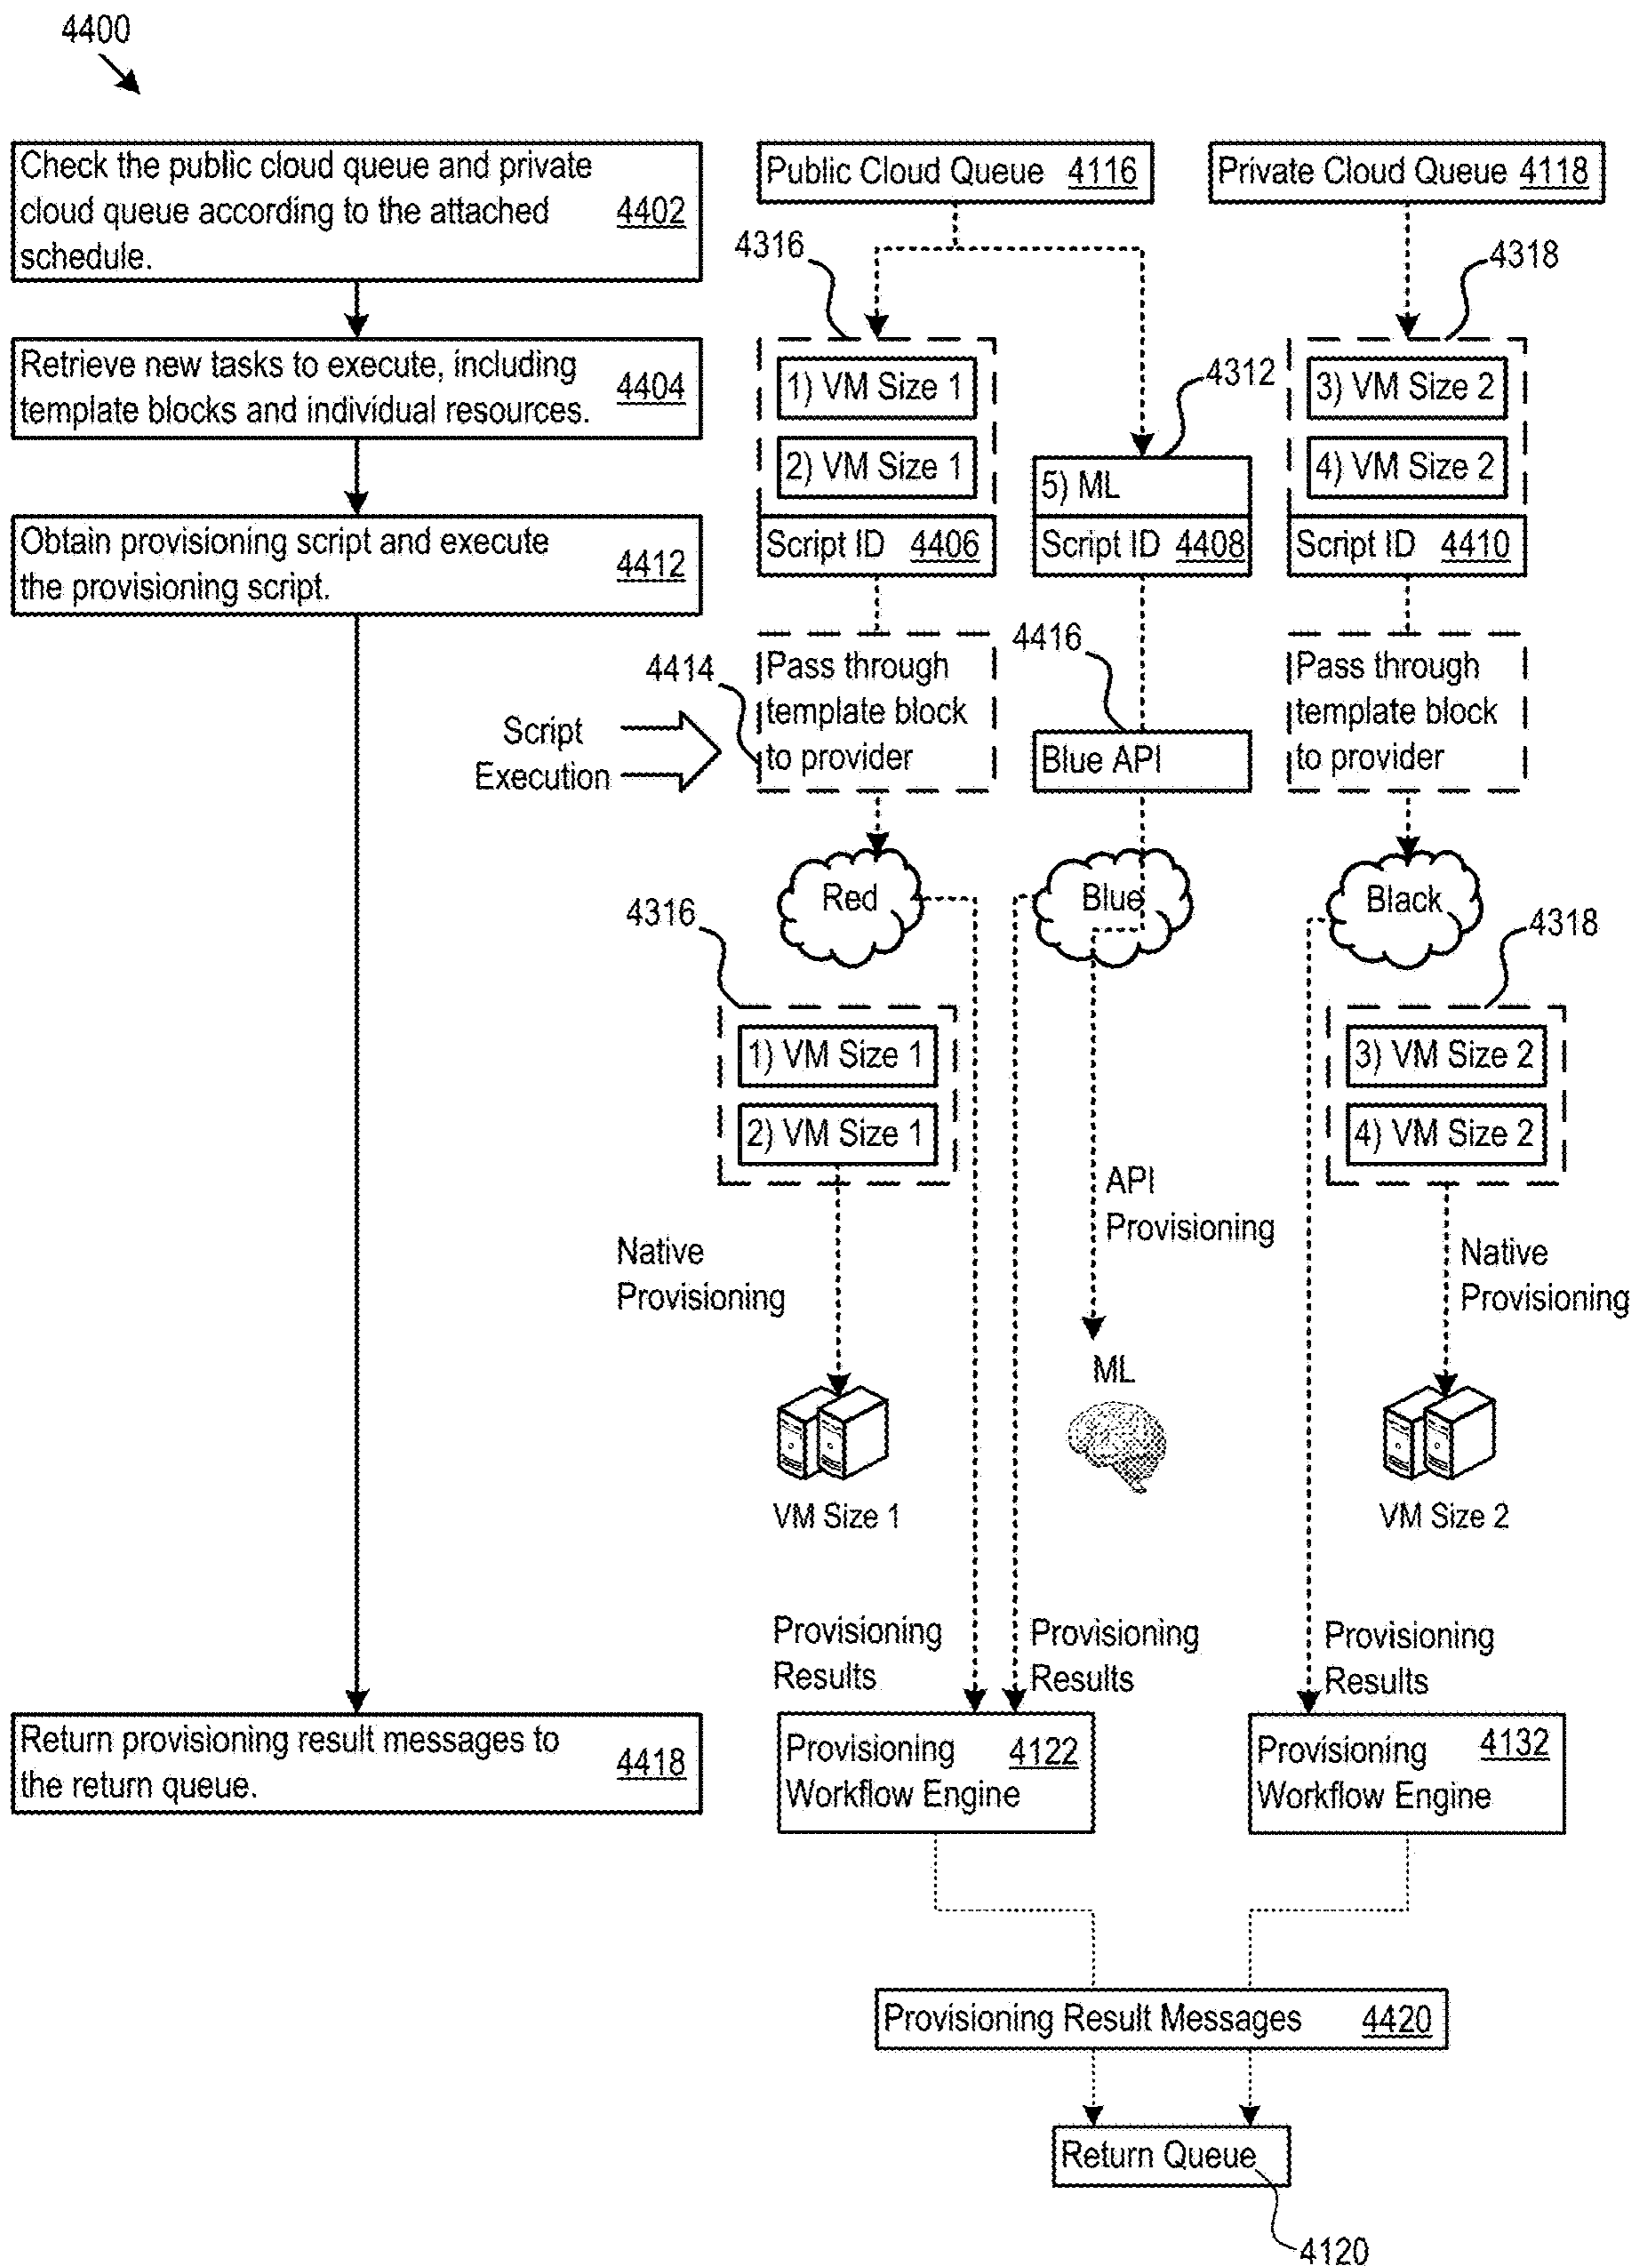 4400
Check the public cloud queue and private
cloud queue according to the attached
schedule.
4402
Public Cloud Queue 4116
Private Cloud Queue 4118
4316
4318
Retrieve new tasks to execute, including
template blocks and individual resources.
4404
1) VM Size 1
2) VM Size 1
4312
5) ML
3) VM Size 2
4) VM Size 2
Obtain provisioning script and execute
the provisioning script.
4412
Script ID 4406
Script ID 4408
Script ID 4410
4414
Script
Execution
Pass through
template block
to provider
4416
Blue API
Pass through
template block
to provider
Red
Blue
Black
4316
4318
1) VM Size 1
2) VM Size 1
3) VM Size 2
4) VM Size 2
Native
Provisioning
API
Provisioning
Native
Provisioning
ML
VM Size 1
VM Size 2
Provisioning
Results
Provisioning
Results
Provisioning
Results
Return provisioning result messages to
the return queue.
4418
Provisioning
Workflow Engine
4122
Provisioning
Workflow Engine
4132
Provisioning Result Messages 4420
Return Queue
4120